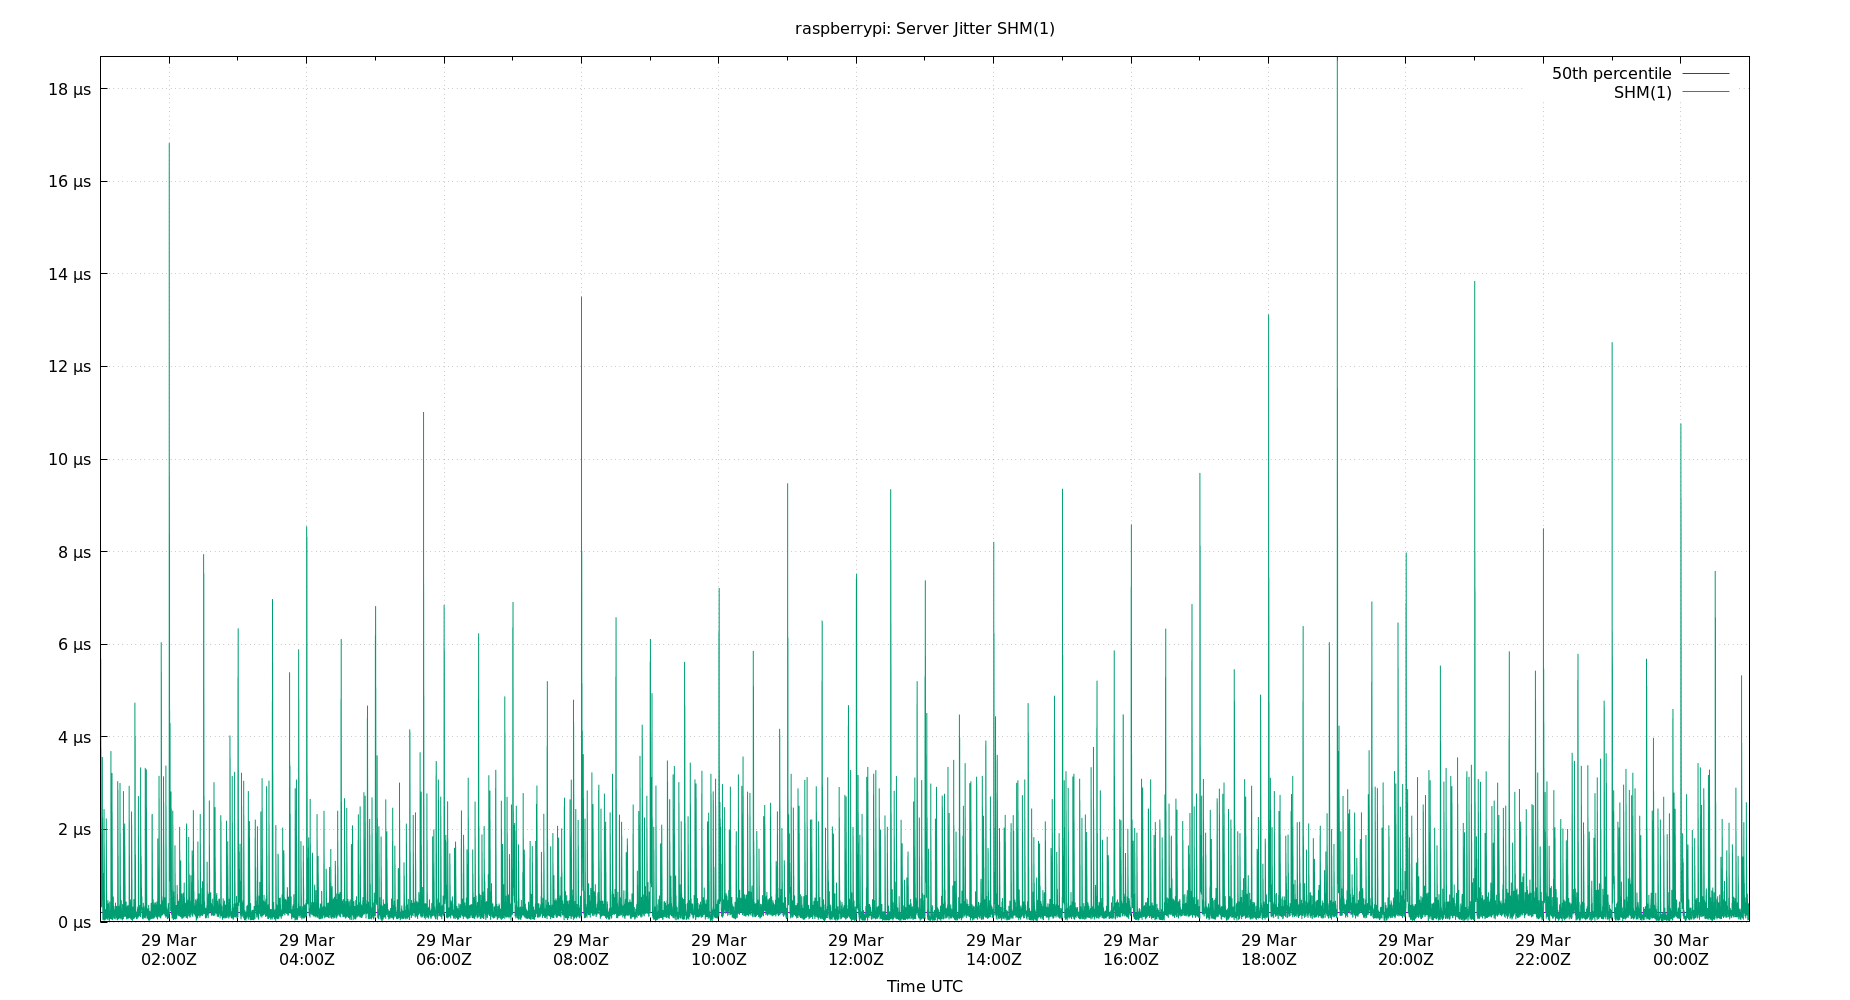 raspberrypi: Server Jitter SHM(1)
50th percentile
SHM(1)
18 µs
16 µs
14 µs
12 µs
10 µs
8 µs
6 µs
4 µs
2 µs
0 µs
29 Mar 29 Mar 29 Mar 29 Mar 29 Mar 29 Mar 29 Mar 29 Mar 29 Mar 29 Mar 29 Mar 30 Mar
02:00Z 04:00Z 06:00Z 08:00Z 10:00Z 12:00Z 14:00Z 16:00Z 18:00Z 20:00Z 22:00Z 00:00Z
Time UTC